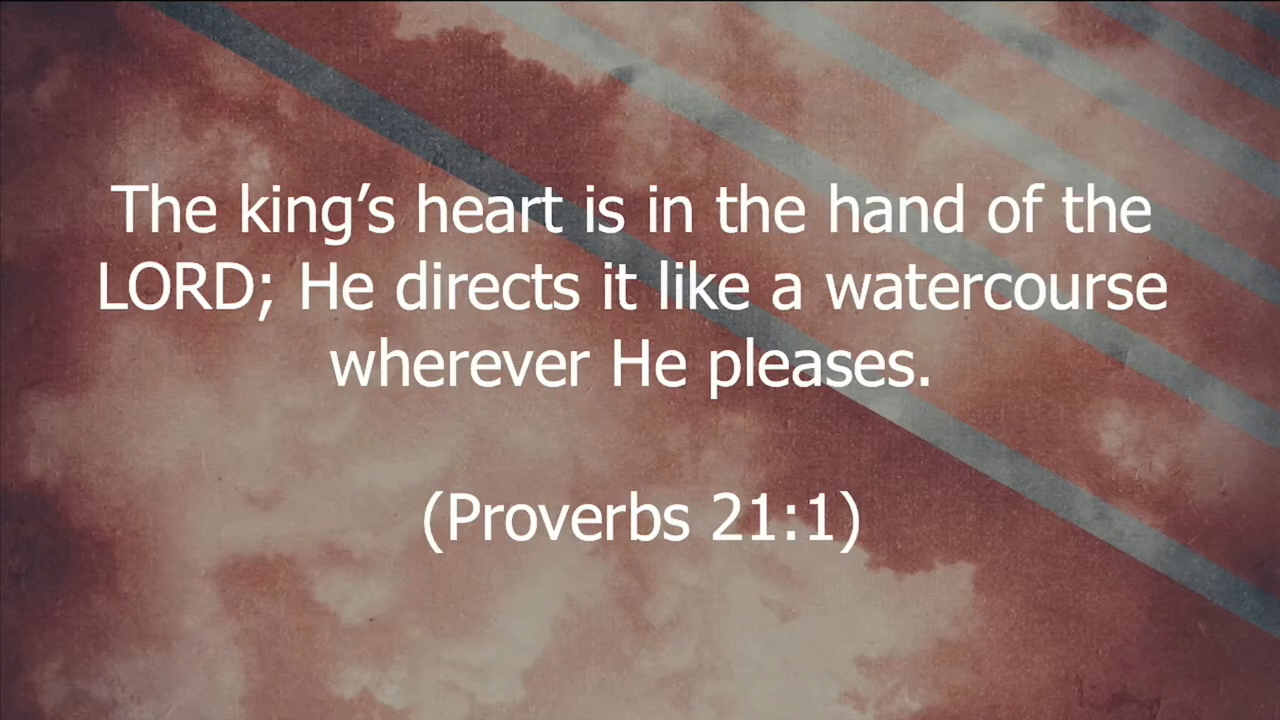 The king’s heart is in the hand of the
LORD; He directs it like a watercourse
wherever He pleases.
(Proverbs 21:1)